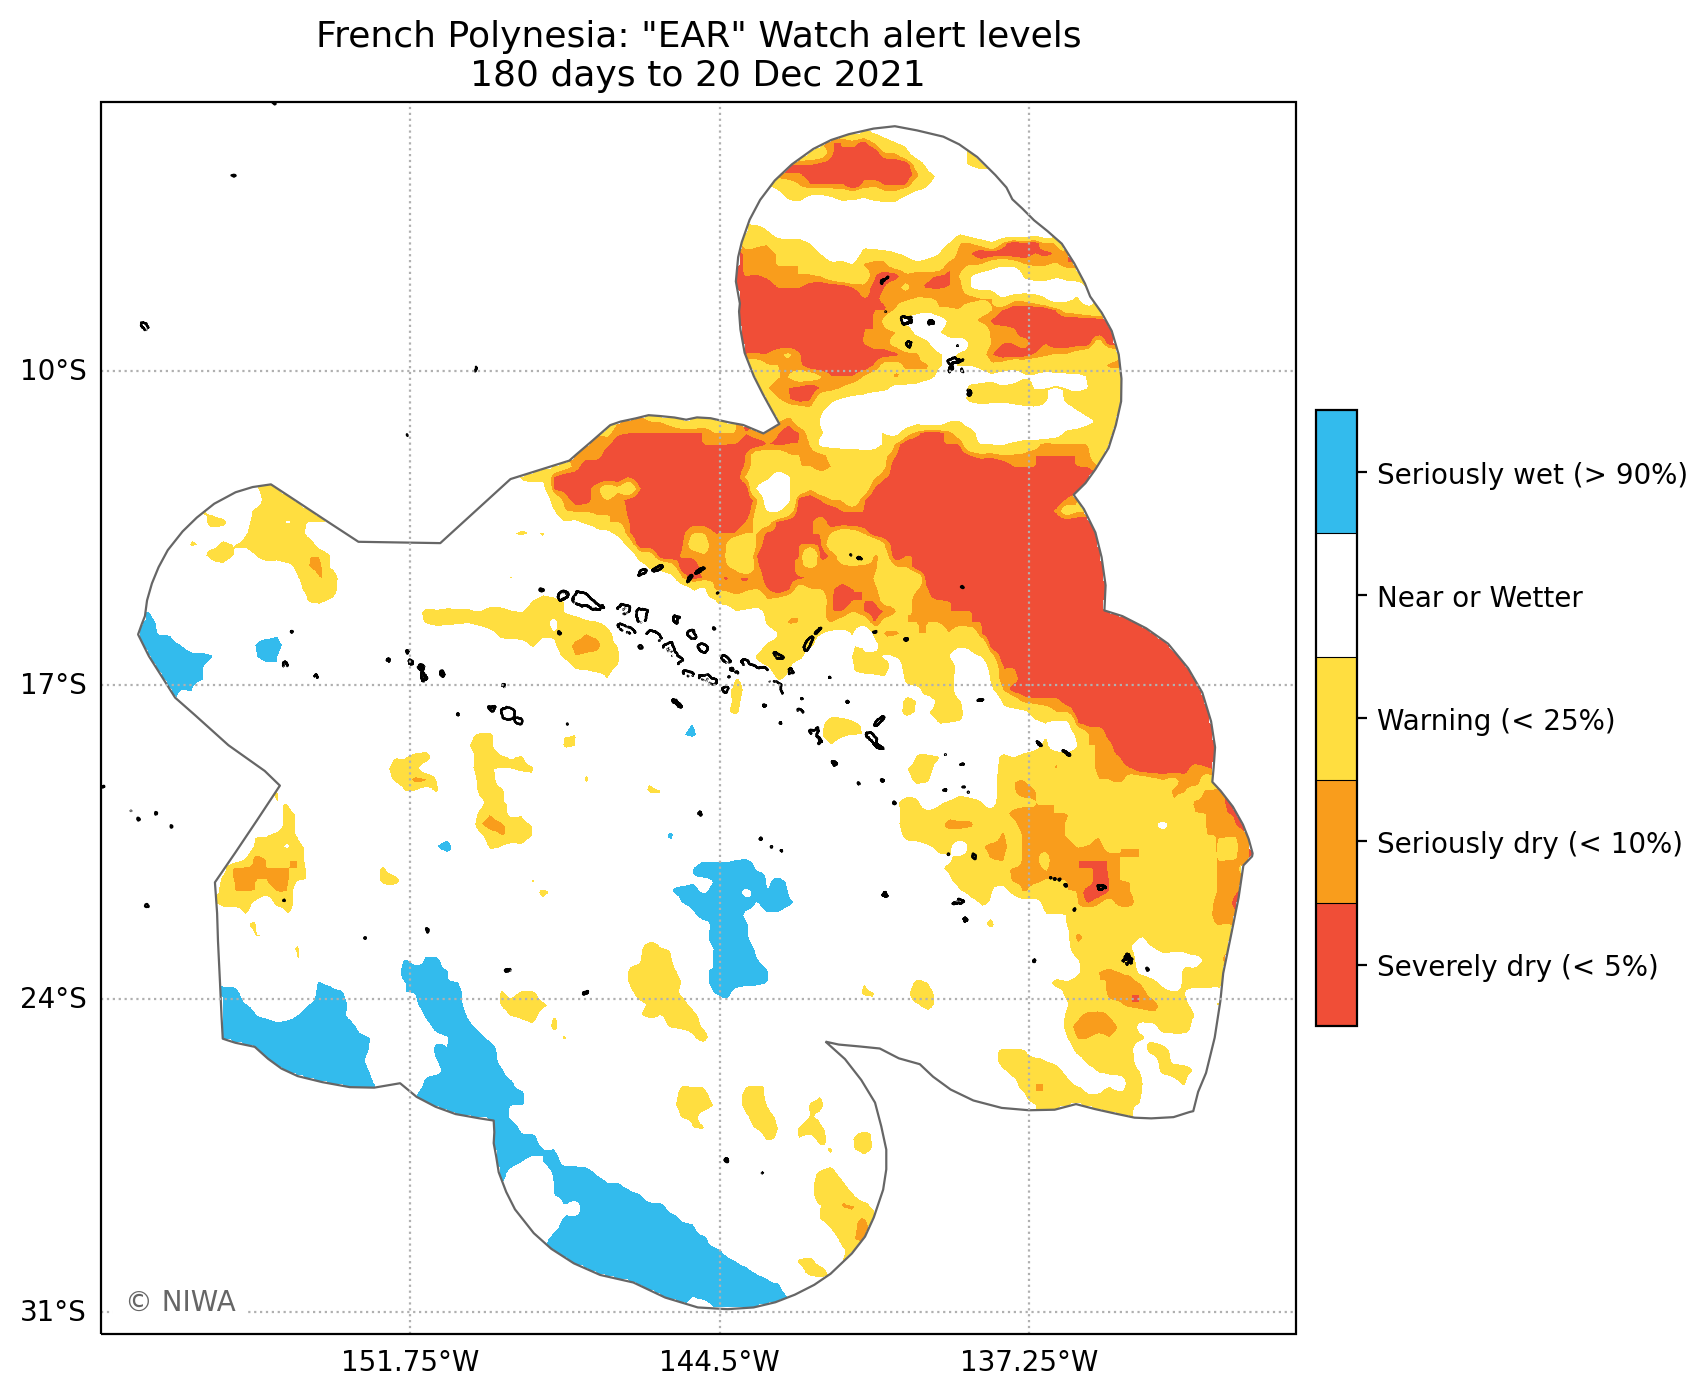 French Polynesia: "EAR" Watch alert levels
180 days to 20 Dec 2021
10°S
17°S
24°S
31°S
151.75°W
144.5°W
137.25°W
© NIWA
Seriously wet (> 90%)
Near or Wetter
Warning (< 25%)
Seriously dry (< 10%)
Severely dry (< 5%)